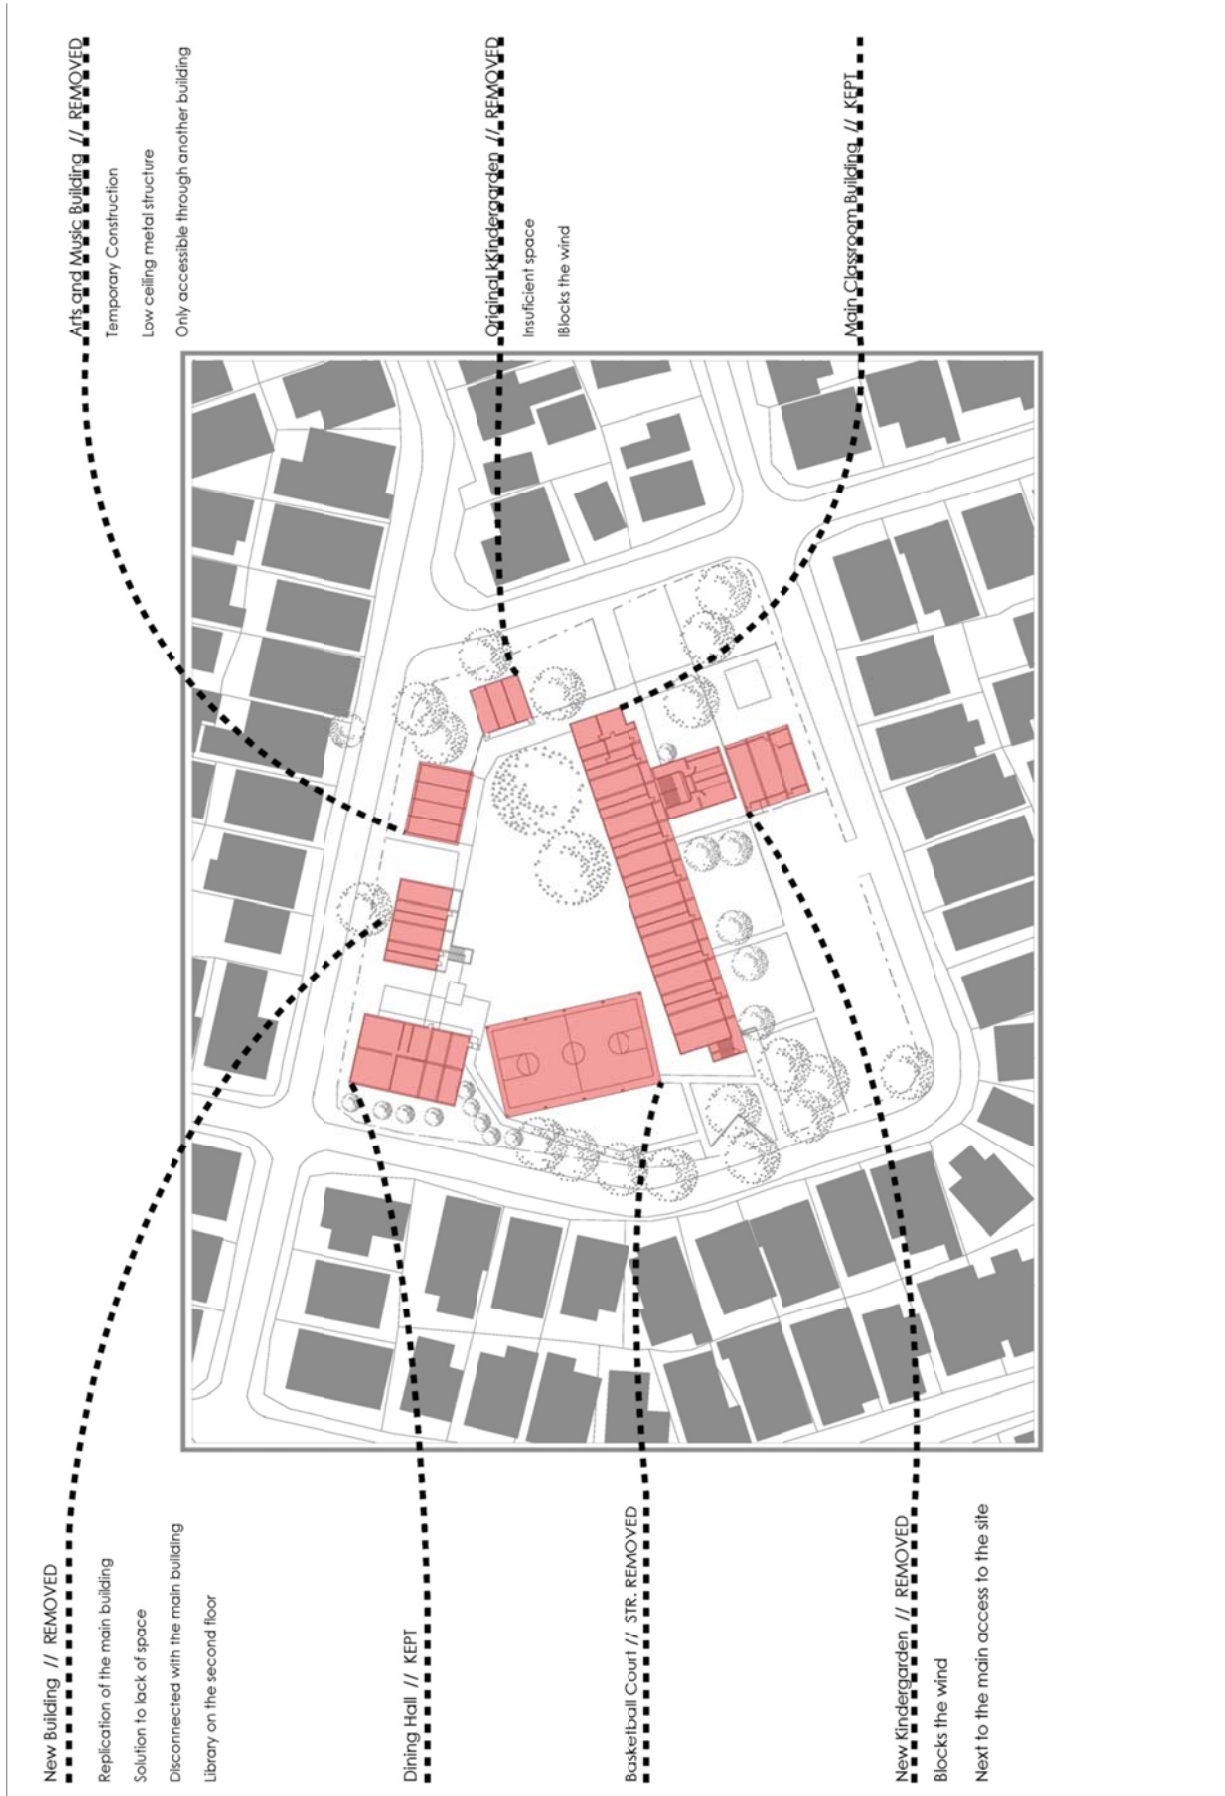 New Building // REMOVED
Replication of the main building
Solution to lack of space
Disconnected with the main building
Library on the second floor
Arts and Music Building // REMOVED
Temporary Construction
Low ceiling metal structure
Only accessible through another building
Dining Hall // KEPT
Original kKindergarden // REMOVED
Insuficient space
lBlocks the wind
Basketball Court // STR. REMOVED
Main Classroom Building // KEPT
New Kindergarden // REMOVED
Blocks the wind
Next to the main access to the site